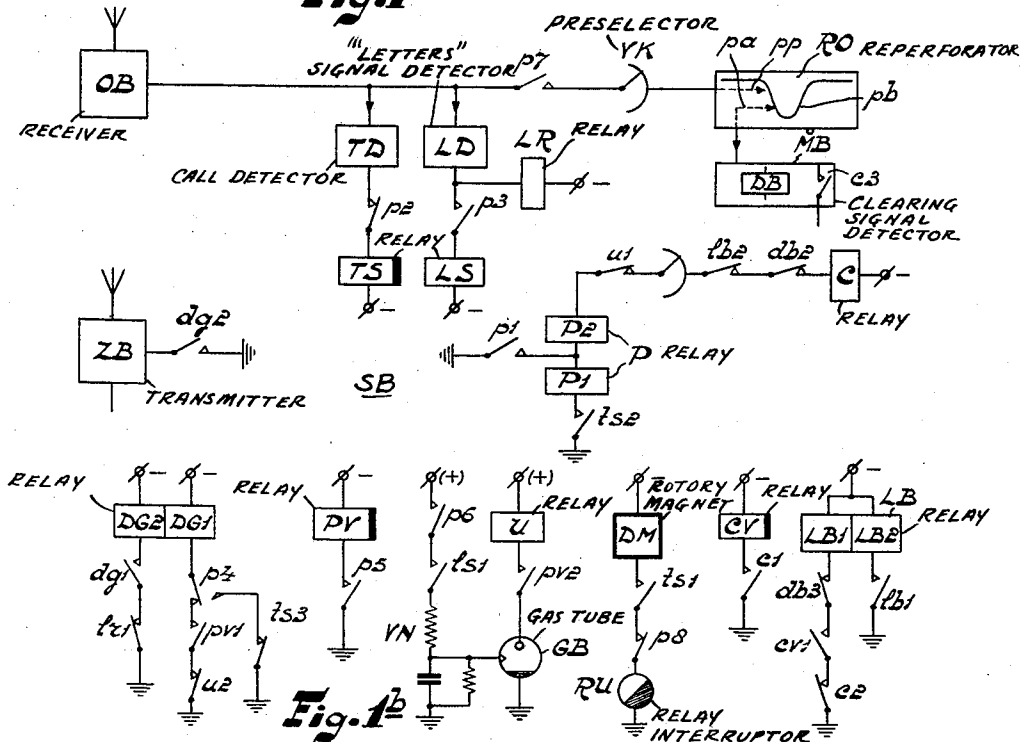 Fig.1
OB
RECEIVER
"LETTERS"
SIGNAL DETECTOR
p7
PRESELECTOR
VK
pa
pp
RO REPERFORATOR
pb
TD
CALL DETECTOR
LD
LR
RELAY
-
MB
DB
c3
CLEARING
SIGNAL
DETECTOR
p2
p3
RELAY
TS
LS
-
-
u1
lb2
db2
C
-
RELAY
ZB
TRANSMITTER
dg2
SB
p1
P2
P RELAY
P1
ts2
RELAY
-
-
DG2
DG1
dg1
lr1
p4
pv1
u2
ts3
RELAY
-
PV
p5
(+)
p6
ls1
VN
(+)
U
RELAY
pv2
GAS TUBE
GB
-
ROTORY
MAGNET
DM
ts1
p8
RU
RELAY
INTERRUPTOR
-
RELAY
CV
c1
-
LB
LB1
LB2
RELAY
db3
lb1
cv1
c2
Fig.1b